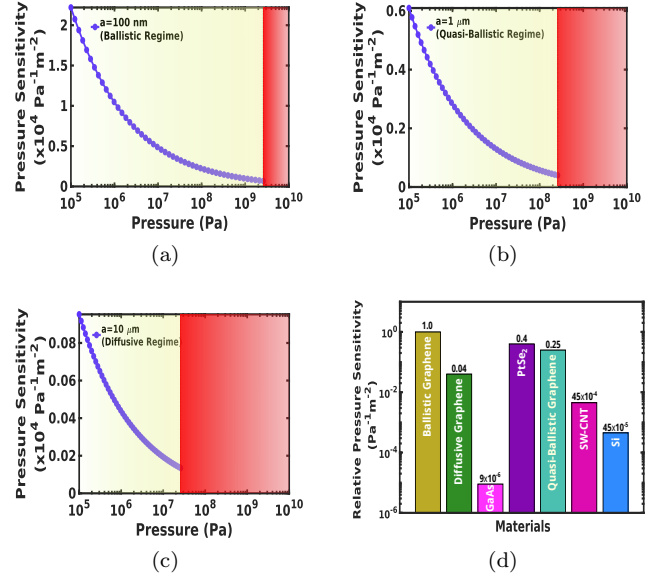 Pressure Sensitivity
(x10⁴ Pa⁻¹m⁻²)
2
1.5
1
0.5
0
a=100 nm
(Ballistic Regime)
10⁵ 10⁶ 10⁷ 10⁸ 10⁹ 10¹⁰
Pressure (Pa)
(a)
Pressure Sensitivity
(x10⁴ Pa⁻¹m⁻²)
0.6
0.4
0.2
0
a=1 μm
(Quasi-Ballistic Regime)
10⁵ 10⁶ 10⁷ 10⁸ 10⁹ 10¹⁰
Pressure (Pa)
(b)
Pressure Sensitivity
(x10⁴ Pa⁻¹m⁻²)
0.08
0.06
0.04
0.02
0
a=10 μm
(Diffusive Regime)
10⁵ 10⁶ 10⁷ 10⁸ 10⁹ 10¹⁰
Pressure (Pa)
(c)
Relative Pressure Sensitivity
(Pa⁻¹m⁻²)
10⁰
10⁻²
10⁻⁴
10⁻⁶
1.0
Ballistic Graphene
0.04
Diffusive Graphene
9x10⁻⁶
GaAs
0.4
PtSe₂
0.25
Quasi-Ballistic Graphene
45x10⁻⁴
SW-CNT
45x10⁻⁵
Si
Materials
(d)